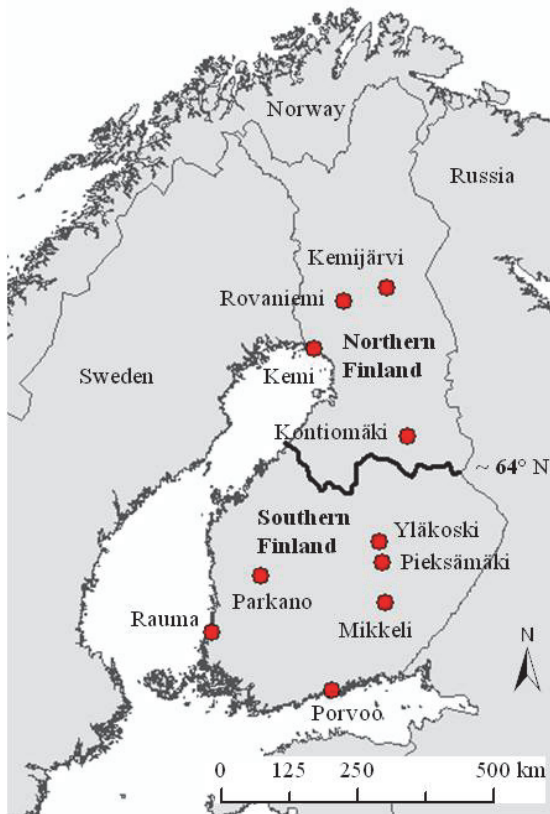 Norway
Russia
Kemijärvi
Rovaniemi
Northern
Finland
Sweden
Kemi
Kontiomäki
~ 64° N
Southern
Finland
Yläkoski
Pieksämäki
Parkano
Rauma
Mikkeli
N
Porvoo
0 125 250 500 km